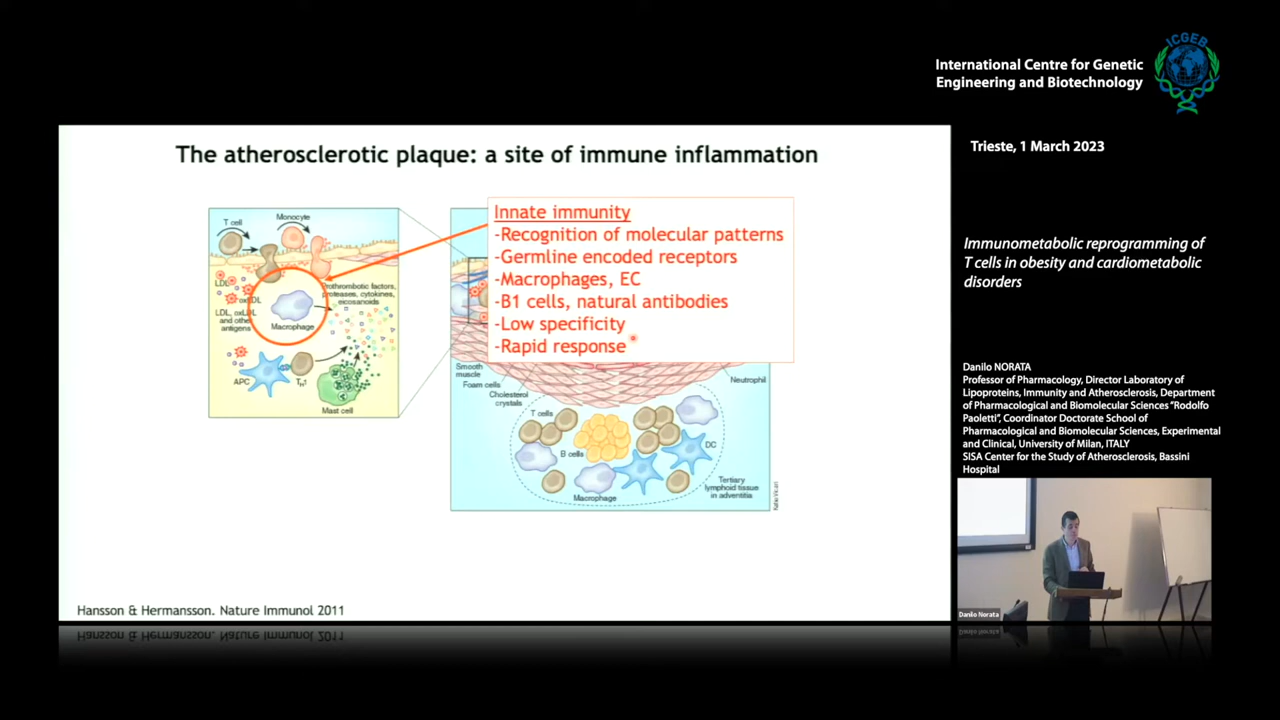 ICGEB
International Centre for Genetic
Engineering and Biotechnology
Trieste, 1 March 2023
The atherosclerotic plaque: a site of immune inflammation
T cell
Monocyte
LDL
oxLDL
LDL, oxLDL
and other
antigens
Prothrombotic factors,
proteases, cytokines,
eicosanoids
Macrophage
APC
TH1
Mast cell
Innate immunity
-Recognition of molecular patterns
-Germline encoded receptors
-Macrophages, EC
-B1 cells, natural antibodies
-Low specificity
-Rapid response
Smooth
muscle
Foam cells
Cholesterol
crystals
Neutrophil
T cells
B cells
DC
Macrophage
Tertiary
lymphoid tissue
in adventitia
Hansson & Hermansson. Nature Immunol 2011
Immunometabolic reprogramming of
T cells in obesity and cardiometabolic
disorders
Danilo NORATA
Professor of Pharmacology, Director Laboratory of
Lipoproteins, Immunity and Atherosclerosis, Department
of Pharmacological and Biomolecular Sciences “Rodolfo
Paoletti”, Coordinator Doctorate School of
Pharmacological and Biomolecular Sciences, Experimental
and Clinical, University of Milan, ITALY
SISA Center for the Study of Atherosclerosis, Bassini
Hospital
Danilo Norata